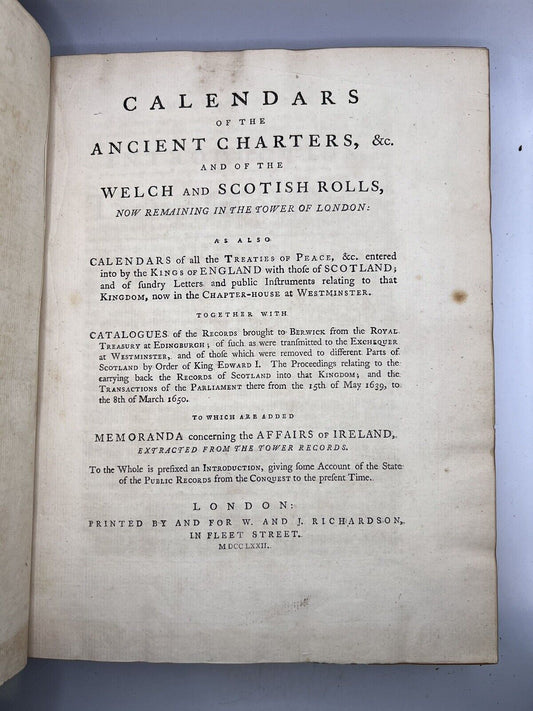 CALENDARS
OF THE
ANCIENT CHARTERS, &c.
AND OF THE
WELCH AND SCOTISH ROLLS,
NOW REMAINING IN THE TOWER OF LONDON:
AS ALSO
CALENDARS of all the TREATIES OF PEACE, &c. entered
into by the KINGS OF ENGLAND with thoſe of SCOTLAND;
and of ſundry Letters and public Inſtruments relating to that
KINGDOM, now in the CHAPTER-HOUSE at WESTMINSTER.
TOGETHER WITH
CATALOGUES of the RECORDS brought to BERWICK from the ROYAL
TREASURY at EDINGBURGH; of ſuch as were tranſmitted to the EXCHEQUER
at WESTMINSTER, and of thoſe which were removed to different Parts of
SCOTLAND by Order of King EDWARD I. The Proceedings relating to the
carrying back the RECORDS of SCOTLAND into that KINGDOM; and the
TRANSACTIONS of the PARLIAMENT there from the 15th of May 1639, to
the 8th of March 1650.
TO WHICH ARE ADDED
MEMORANDA concerning the AFFAIRS OF IRELAND,
EXTRACTED FROM THE TOWER RECORDS.
To the Whole is prefixed an INTRODUCTION, giving ſome Account of the State
of the PUBLIC RECORDS from the CONQUEST to the preſent Time.
LONDON:
PRINTED BY AND FOR W. AND J. RICHARDSON,
IN FLEET STREET.
MDCCLXXII.